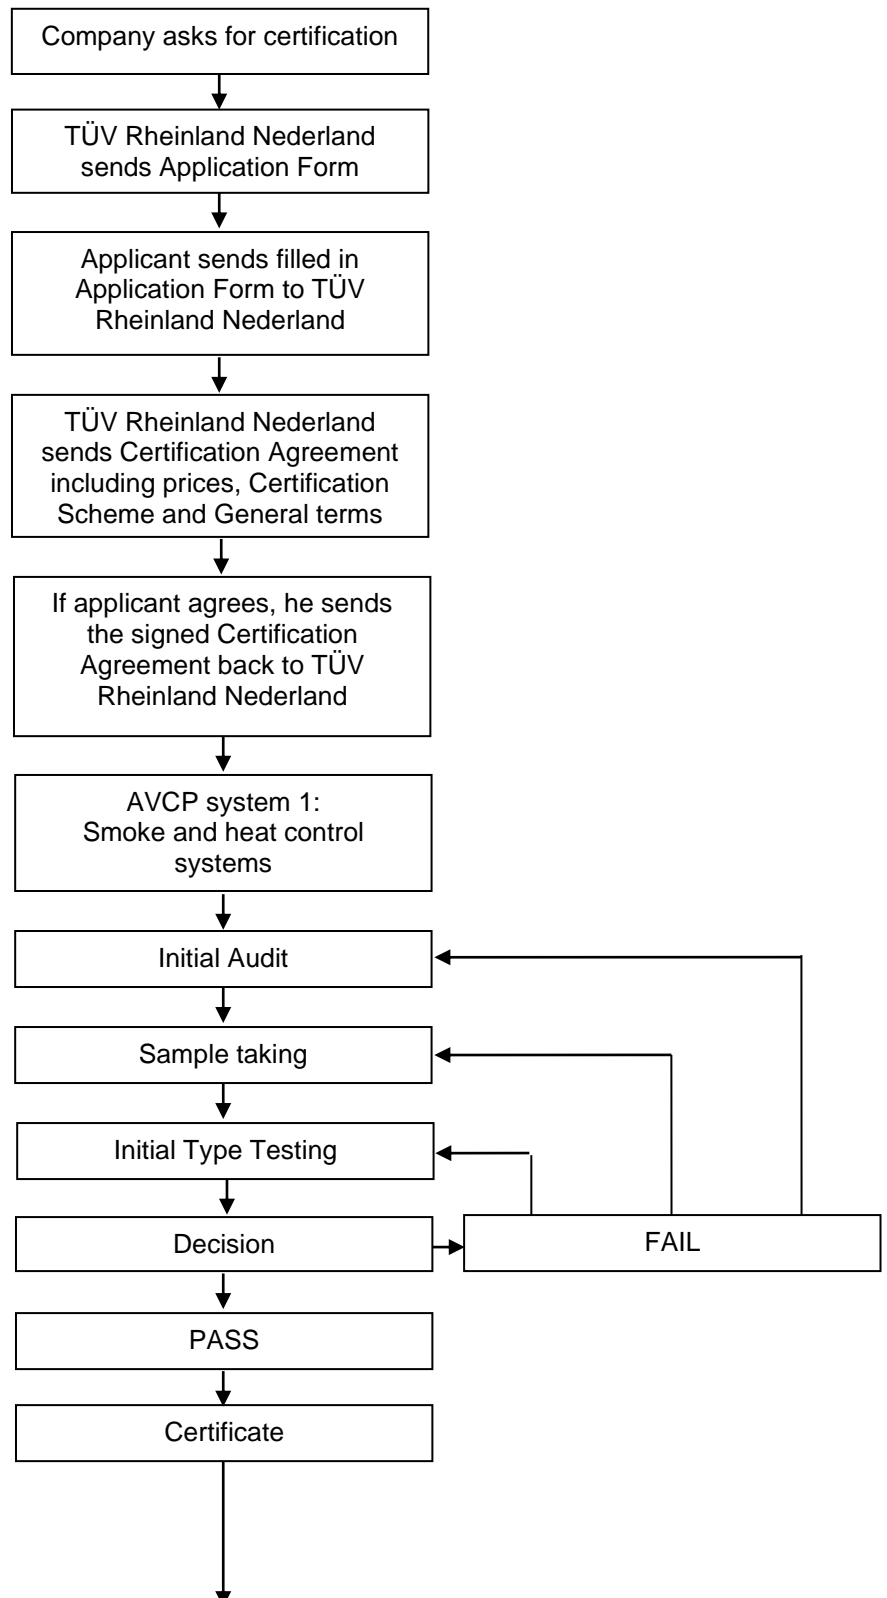 Company asks for certification
TÜV Rheinland Nederland
sends Application Form
Applicant sends filled in
Application Form to TÜV
Rheinland Nederland
TÜV Rheinland Nederland
sends Certification Agreement
including prices, Certification
Scheme and General terms
If applicant agrees, he sends
the signed Certification
Agreement back to TÜV
Rheinland Nederland
AVCP system 1:
Smoke and heat control
systems
Initial Audit
Sample taking
Initial Type Testing
Decision
FAIL
PASS
Certificate